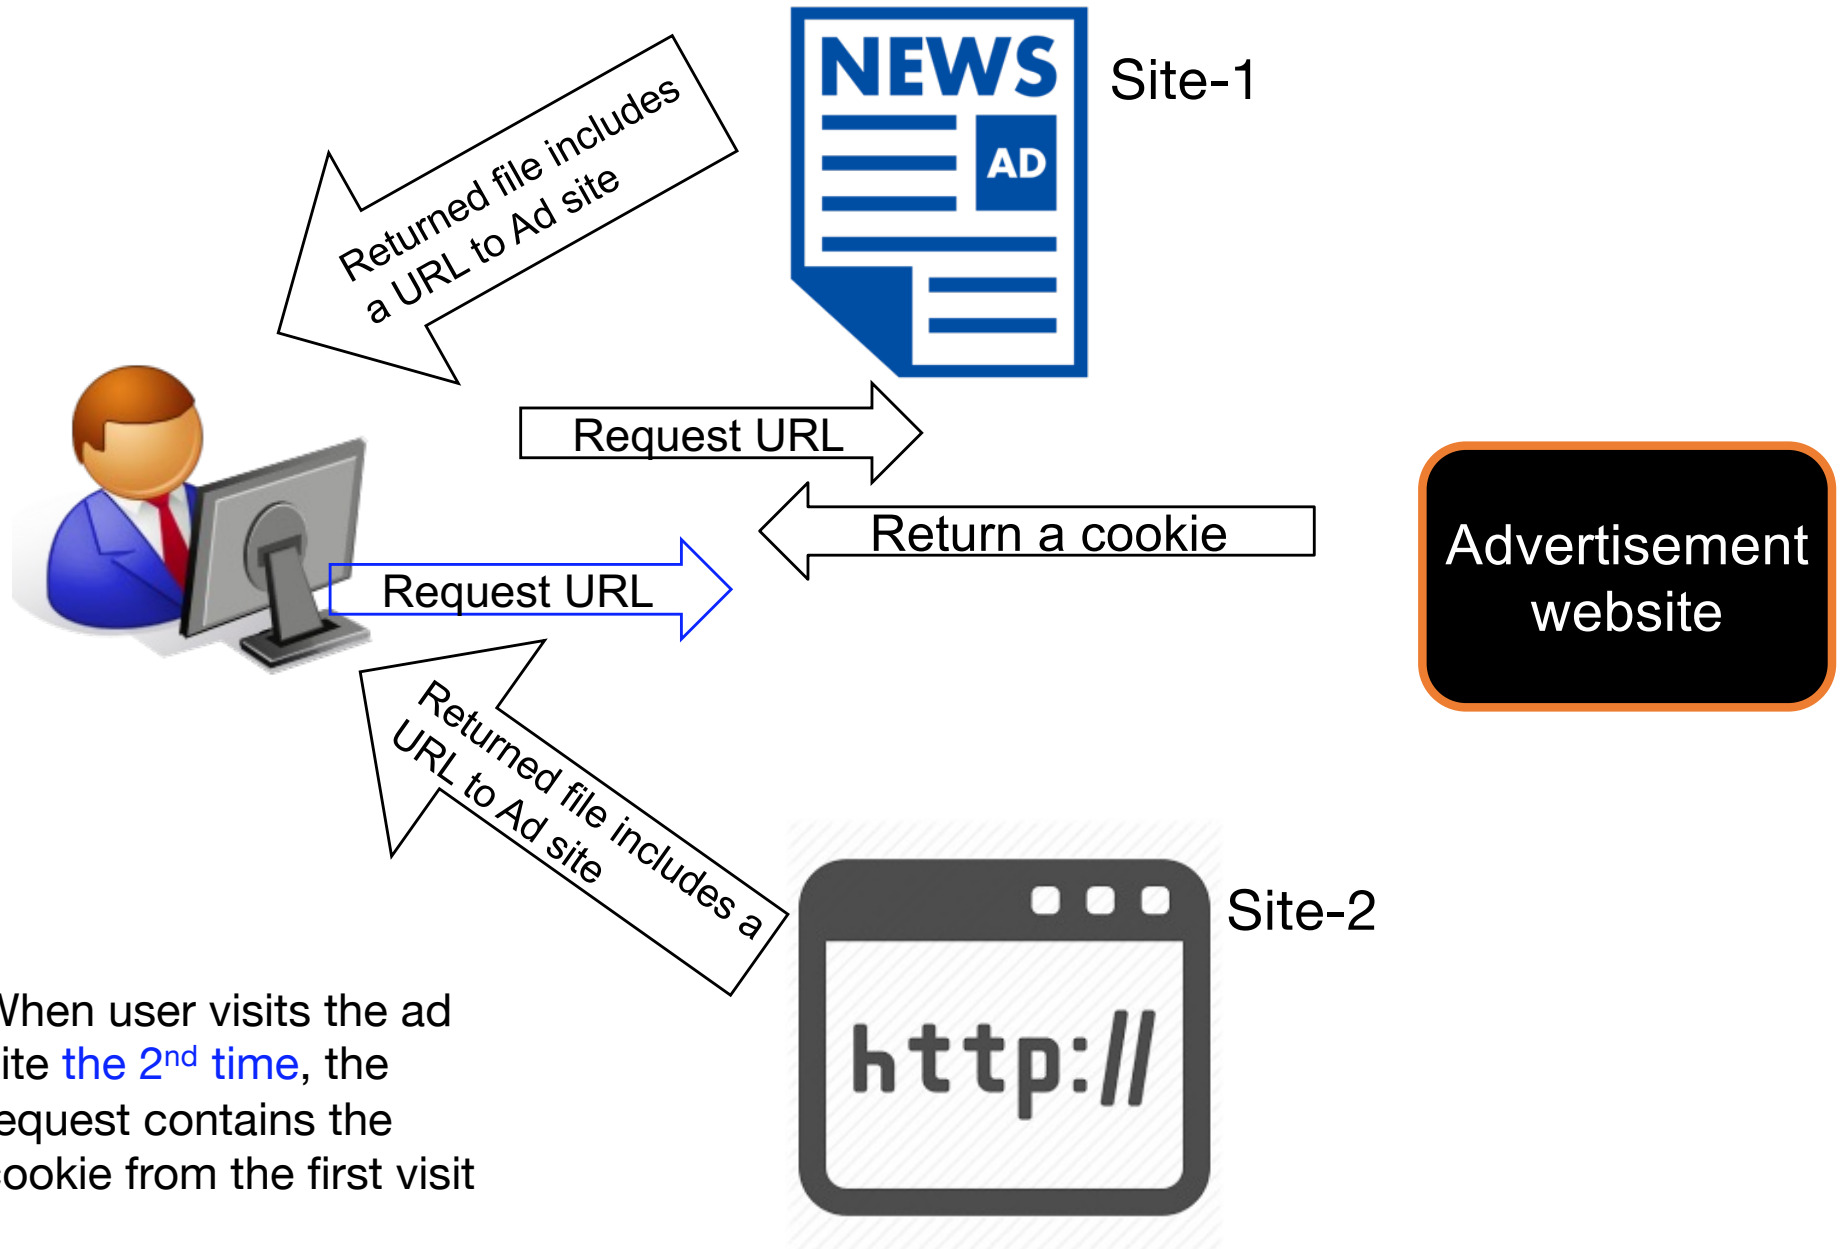 NEWS
AD
Site-1
Returned file includes
a URL to Ad site
Request URL
Return a cookie
Request URL
Advertisement
website
Returned file includes a
URL to Ad site
Site-2
http://
When user visits the ad
ite the 2nd time, the
equest contains the
ookie from the first visit